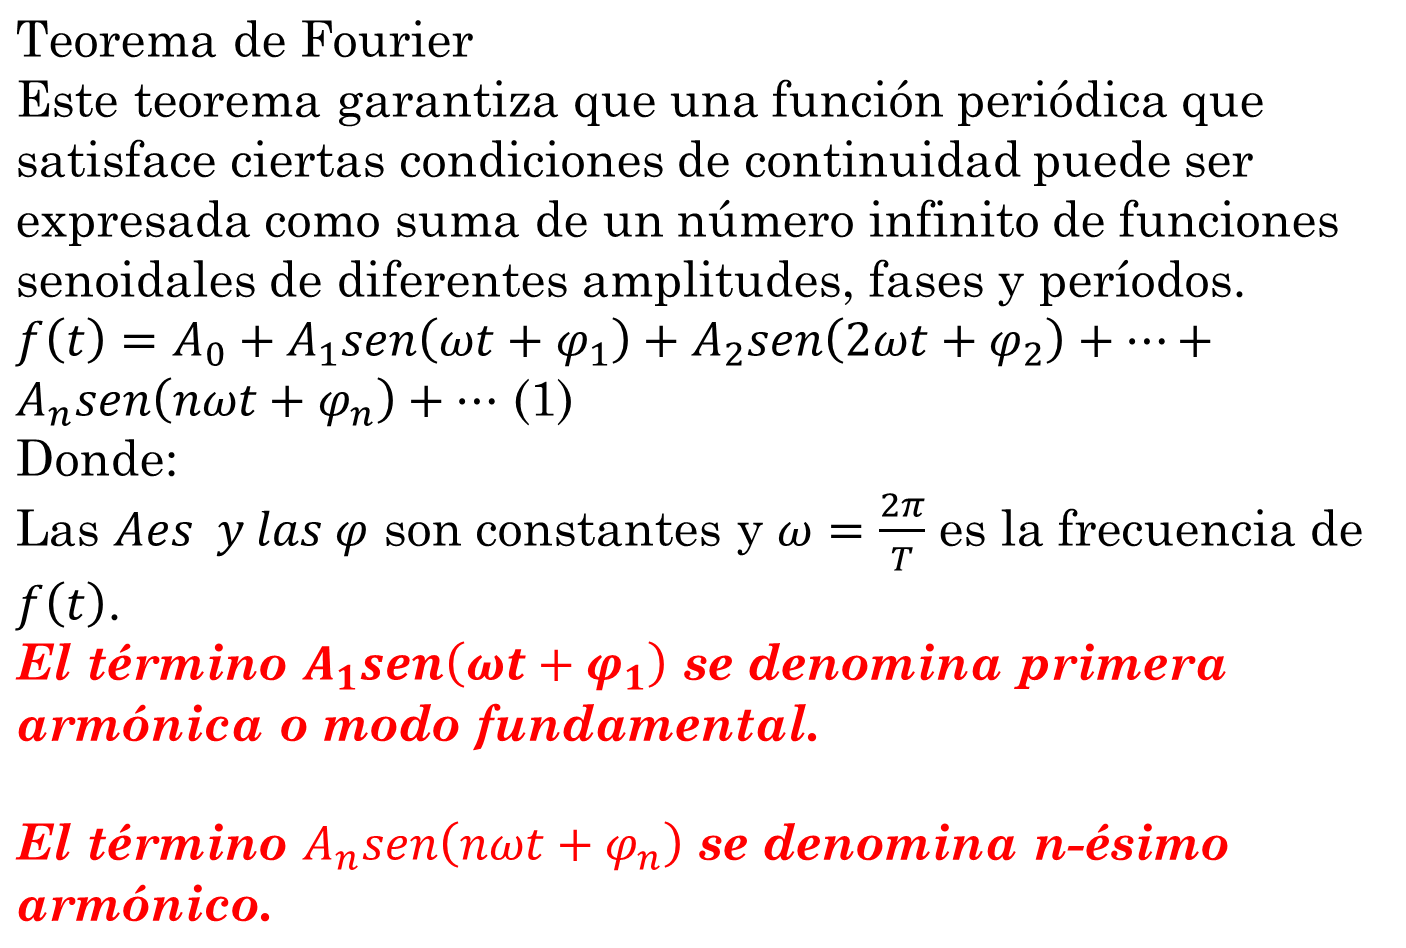 Teorema de Fourier
Este teorema garantiza que una función periódica que
satisface ciertas condiciones de continuidad puede ser
expresada como suma de un número infinito de funciones
senoidales de diferentes amplitudes, fases y períodos.
f(t) = A₀ + A₁sen(ωt + φ₁) + A₂sen(2ωt + φ₂) + ⋯ +
Aₙsen(nωt + φₙ) + ⋯ (1)
Donde:
Las Aes y las φ son constantes y ω = 2π/T es la frecuencia de
f(t).
El término A₁sen(ωt + φ₁) se denomina primera
armónica o modo fundamental.
El término Aₙsen(nωt + φₙ) se denomina n-ésimo
armónico.